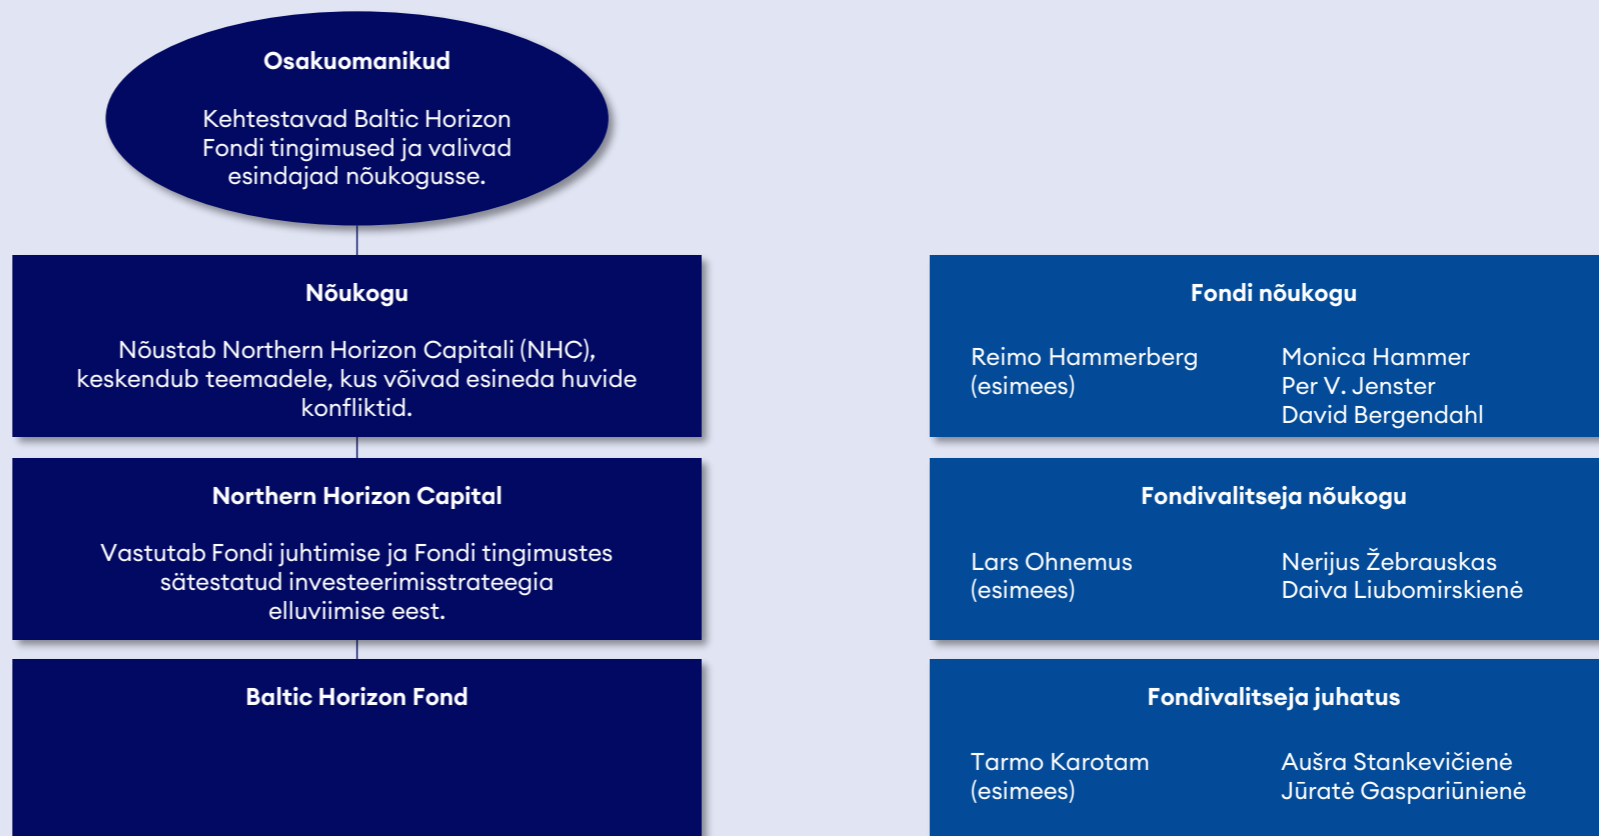 Osakuomanikud
Kehtestavad Baltic Horizon
Fondi tingimused ja valivad
esindajad nõukogusse.
Nõukogu
Nõustab Northern Horizon Capitali (NHC),
keskendub teemadele, kus võivad esineda huvide
konfliktid.
Northern Horizon Capital
Vastutab Fondi juhtimise ja Fondi tingimustes
sätestatud investeerimisstrateegia
elluviimise eest.
Baltic Horizon Fond
Fondi nõukogu
Reimo Hammerberg
(esimees)
Monica Hammer
Per V. Jenster
David Bergendahl
Fondivalitseja nõukogu
Lars Ohnemus
(esimees)
Nerijus Žebrauskas
Daiva Liubomirskienė
Fondivalitseja juhatus
Tarmo Karotam
(esimees)
Aušra Stankevičienė
Jūratė Gaspariūnienė